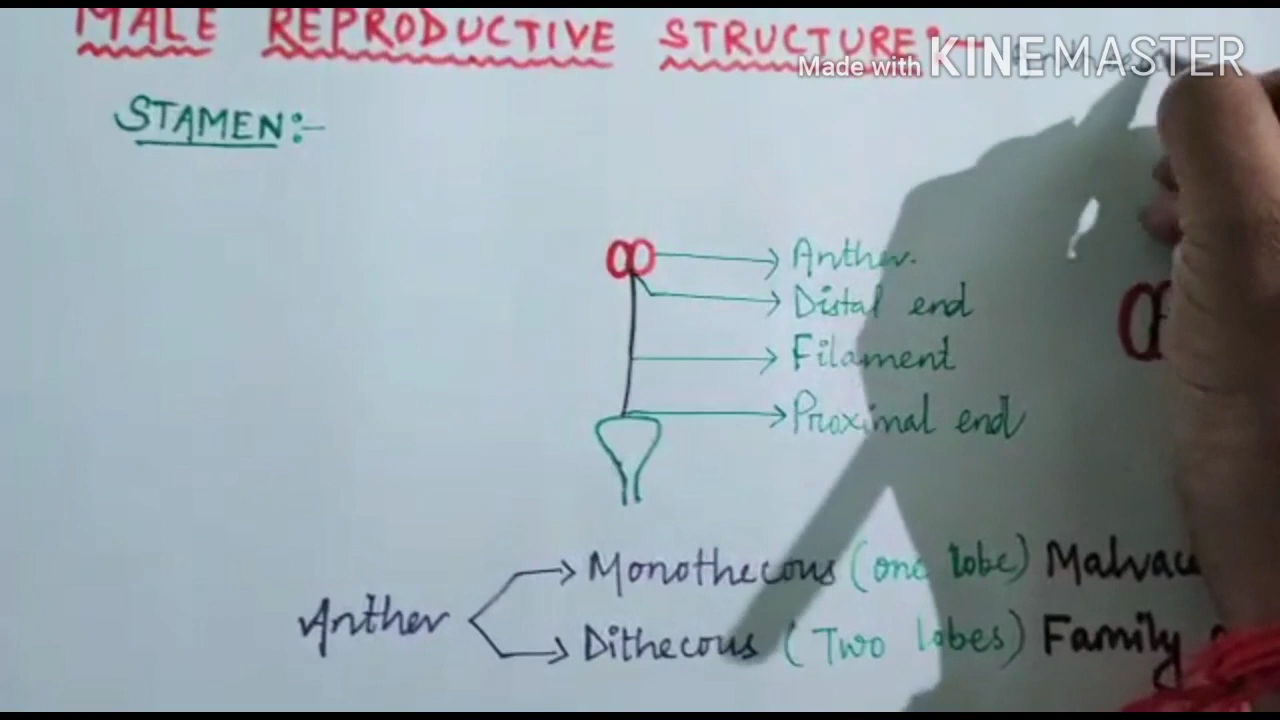 MALE REPRODUCTIVE STRUCTURE:-
Made with KINEMASTER
STAMEN:-
Anther.
Distal end
Filament
Proximal end
Anther
Monothecous (one lobe) Malvace
Dithecous (Two lobes) Family